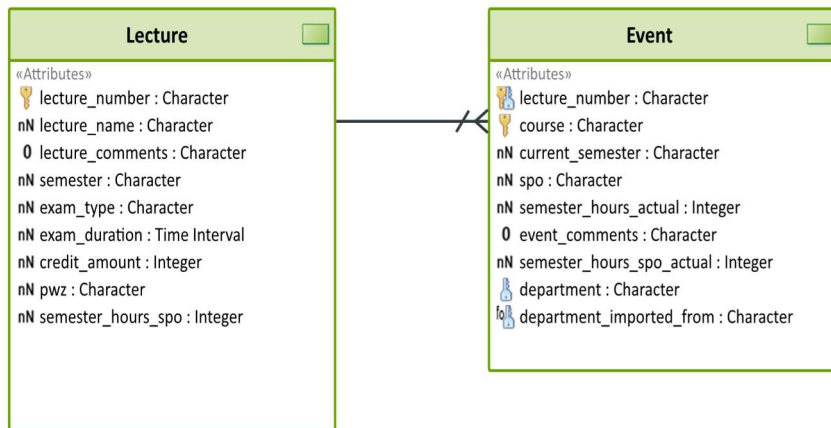 Lecture
«Attributes»
lecture_number : Character
nN lecture_name : Character
0 lecture_comments : Character
nN semester : Character
nN exam_type : Character
nN exam_duration : Time Interval
nN credit_amount : Integer
nN pwz : Character
nN semester_hours_spo : Integer
Event
«Attributes»
lecture_number : Character
course : Character
nN current_semester : Character
nN spo : Character
nN semester_hours_actual : Integer
0 event_comments : Character
nN semester_hours_spo_actual : Integer
department : Character
fo department_imported_from : Character